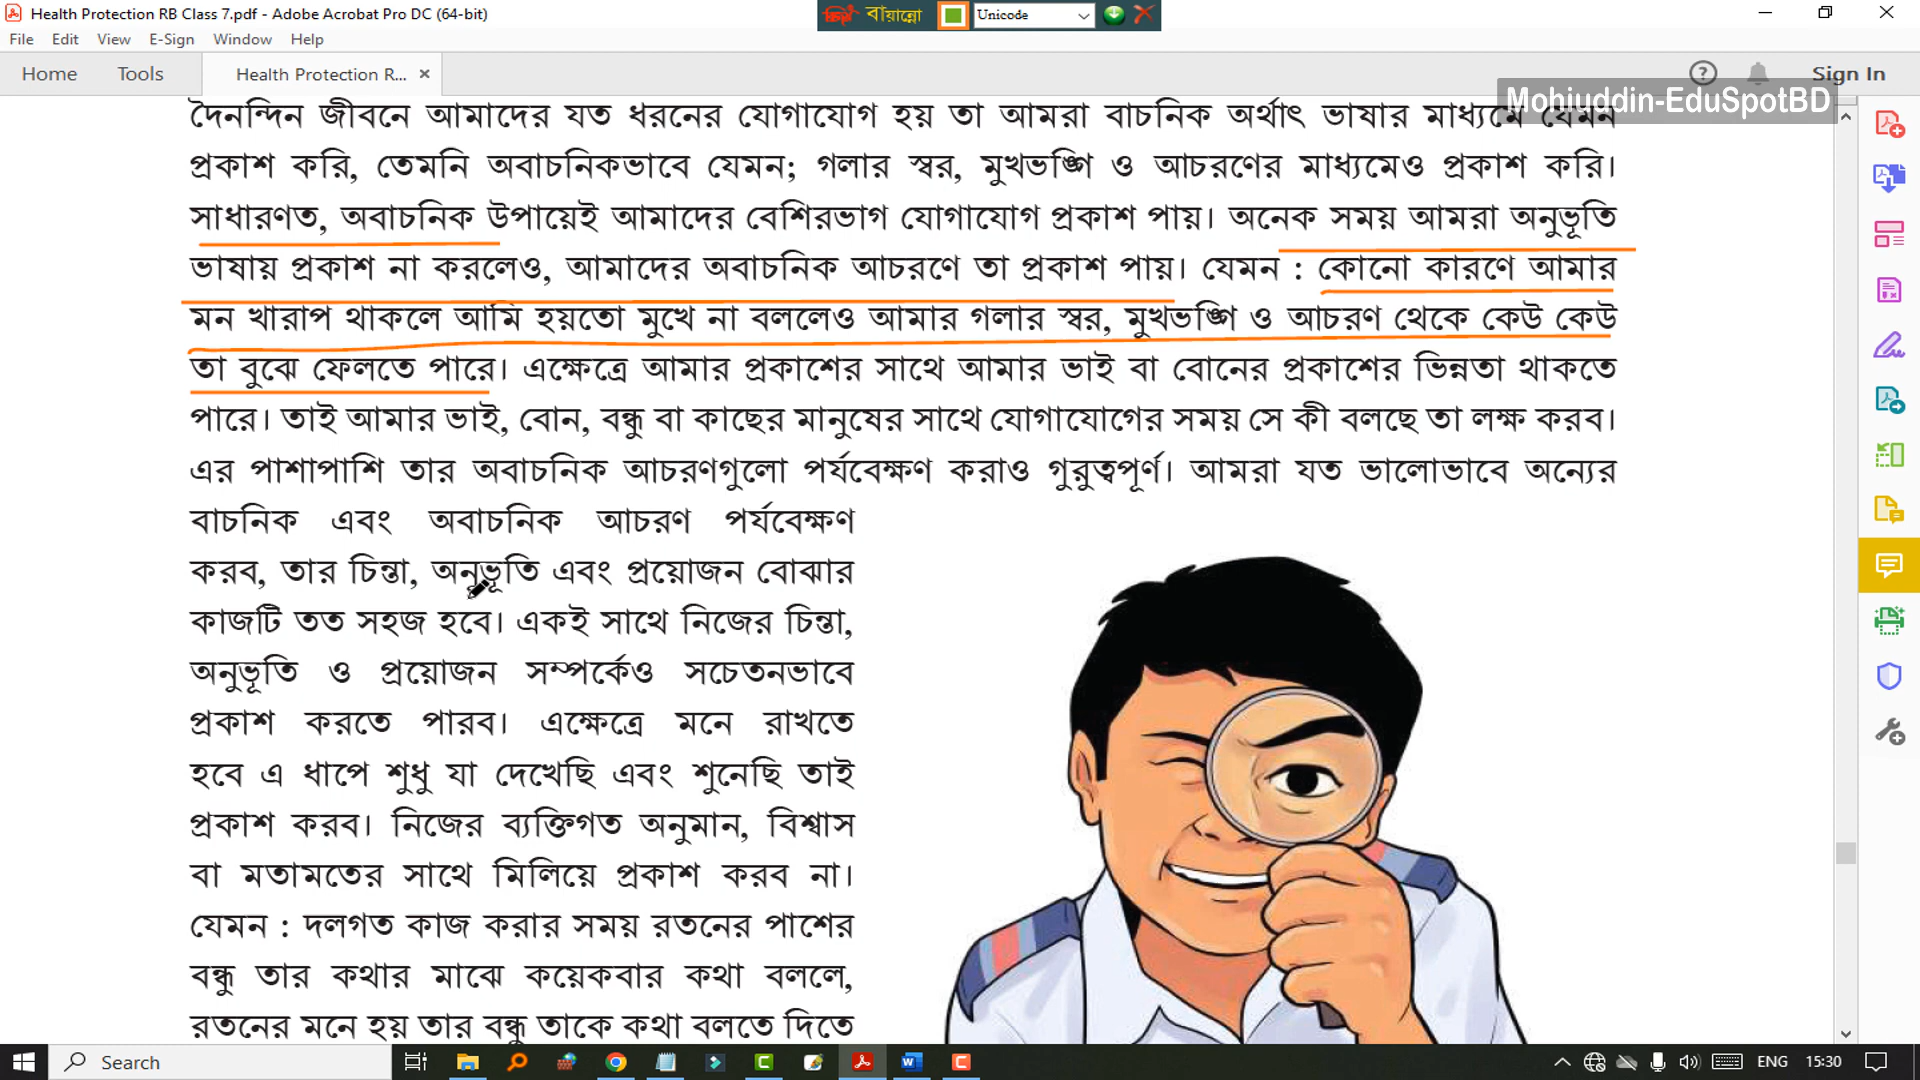 Health Protection RB Class 7.pdf - Adobe Acrobat Pro DC (64-bit)
বায়ান্নো
Unicode
File Edit View E-Sign Window Help
Home Tools Health Protection R... Sign In
Mohiuddin-EduSpotBD
দৈনন্দিন জীবনে আমাদের যত ধরনের যোগাযোগ হয় তা আমরা বাচনিক অর্থাৎ ভাষার মাধ্যমে যেমন
প্রকাশ করি, তেমনি অবাচনিকভাবে যেমন; গলার স্বর, মুখভঙ্গি ও আচরণের মাধ্যমেও প্রকাশ করি।
সাধারণত, অবাচনিক উপায়েই আমাদের বেশিরভাগ যোগাযোগ প্রকাশ পায়। অনেক সময় আমরা অনুভূতি
ভাষায় প্রকাশ না করলেও, আমাদের অবাচনিক আচরণে তা প্রকাশ পায়। যেমন : কোনো কারণে আমার
মন খারাপ থাকলে আমি হয়তো মুখে না বললেও আমার গলার স্বর, মুখভঙ্গি ও আচরণ থেকে কেউ কেউ
তা বুঝে ফেলতে পারে। এক্ষেত্রে আমার প্রকাশের সাথে আমার ভাই বা বোনের প্রকাশের ভিন্নতা থাকতে
পারে। তাই আমার ভাই, বোন, বন্ধু বা কাছের মানুষের সাথে যোগাযোগের সময় সে কী বলছে তা লক্ষ করব।
এর পাশাপাশি তার অবাচনিক আচরণগুলো পর্যবেক্ষণ করাও গুরুত্বপূর্ণ। আমরা যত ভালোভাবে অন্যের
বাচনিক এবং অবাচনিক আচরণ পর্যবেক্ষণ
করব, তার চিন্তা, অনুভূতি এবং প্রয়োজন বোঝার
কাজটি তত সহজ হবে। একই সাথে নিজের চিন্তা,
অনুভূতি ও প্রয়োজন সম্পর্কেও সচেতনভাবে
প্রকাশ করতে পারব। এক্ষেত্রে মনে রাখতে
হবে এ ধাপে শুধু যা দেখেছি এবং শুনেছি তাই
প্রকাশ করব। নিজের ব্যক্তিগত অনুমান, বিশ্বাস
বা মতামতের সাথে মিলিয়ে প্রকাশ করব না।
যেমন : দলগত কাজ করার সময় রতনের পাশের
বন্ধু তার কথার মাঝে কয়েকবার কথা বললে,
রতনের মনে হয় তার বন্ধু তাকে কথা বলতে দিতে
Search ENG 15:30